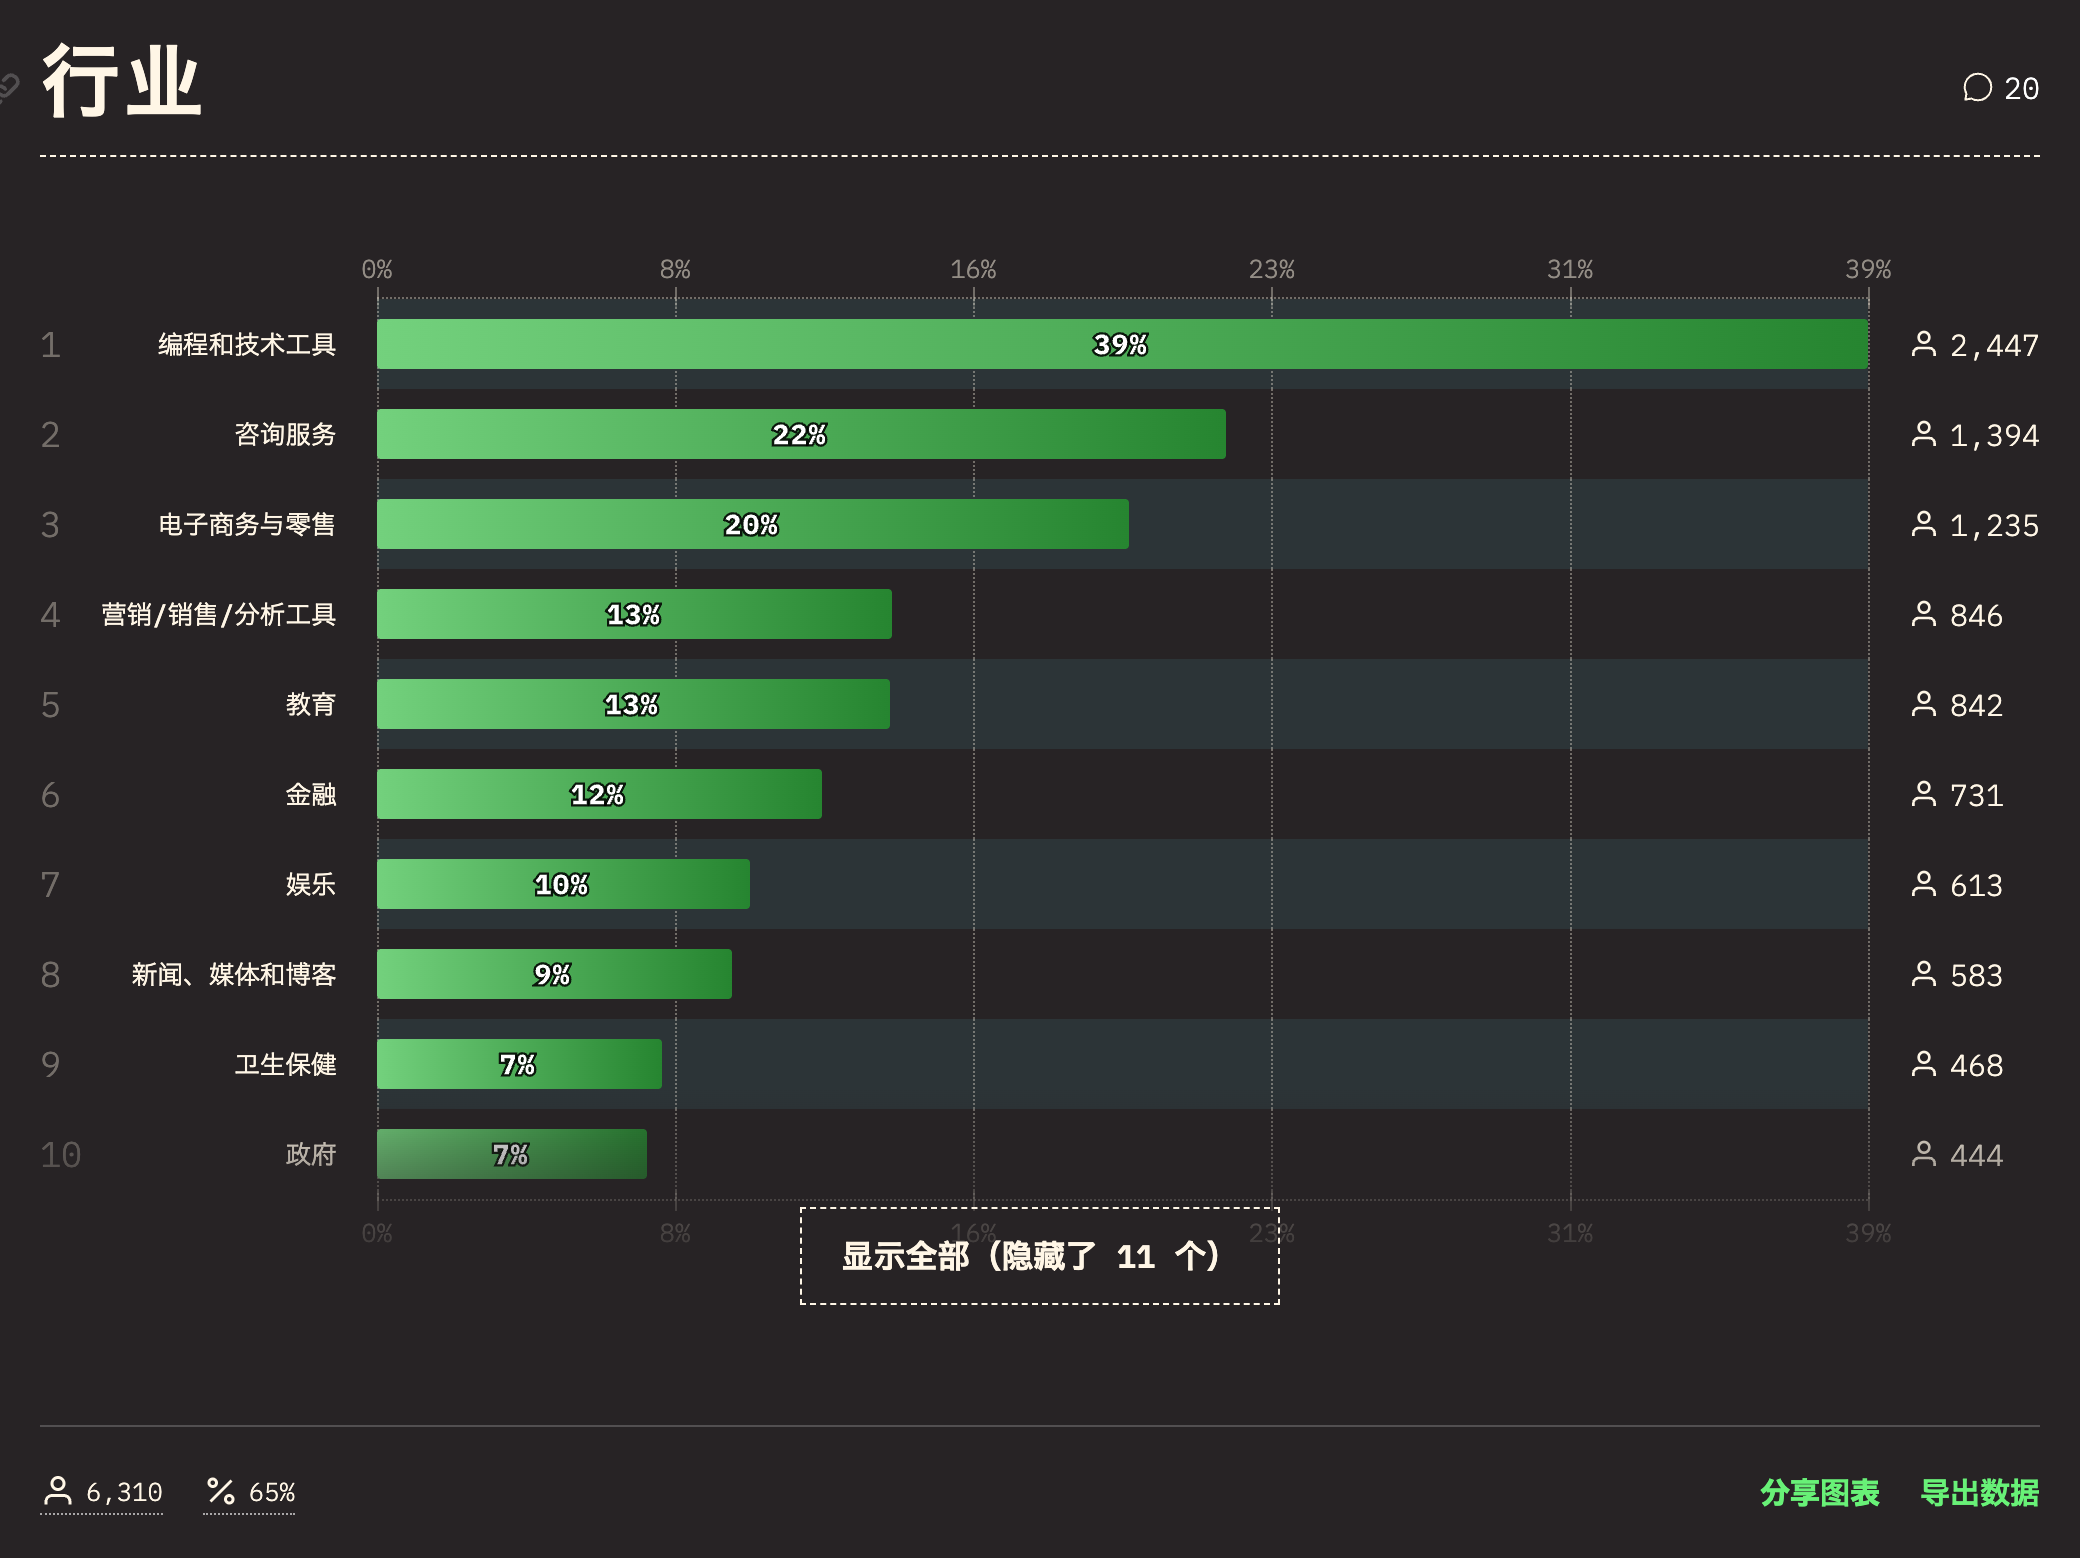 行业
20
0% 8% 16% 23% 31% 39%
1 编程和技术工具 39% 2,447
2 咨询服务 22% 1,394
3 电子商务与零售 20% 1,235
4 营销/销售/分析工具 13% 846
5 教育 13% 842
6 金融 12% 731
7 娱乐 10% 613
8 新闻、媒体和博客 9% 583
9 卫生保健 7% 468
10 政府 7% 444
0% 8% 16% 23% 31% 39%
显示全部（隐藏了 11 个）
6,310 % 65% 分享图表 导出数据